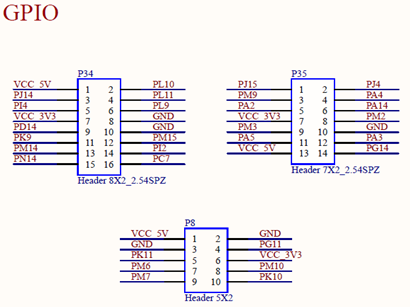 GPIO
P34
VCC_5V 1 2 PL10
PJ14 3 4 PL11
PI4 5 6 PL9
VCC_3V3 7 8 GND
PD14 9 10 GND
PK9 11 12 PM15
PM14 13 14 PI2
PN14 15 16 PC7
Header 8X2_2.54SPZ
P35
PJ15 1 2 PJ4
PM9 3 4 PA4
PA2 5 6 PA14
VCC_3V3 7 8 PM2
PM3 9 10 GND
PA5 11 12 PA3
VCC_5V 13 14 PG14
Header 7X2_2.54SPZ
P8
VCC_5V 1 2 GND
GND 3 4 PG11
PK11 5 6 VCC_3V3
PM6 7 8 PM10
PM7 9 10 PK10
Header 5X2